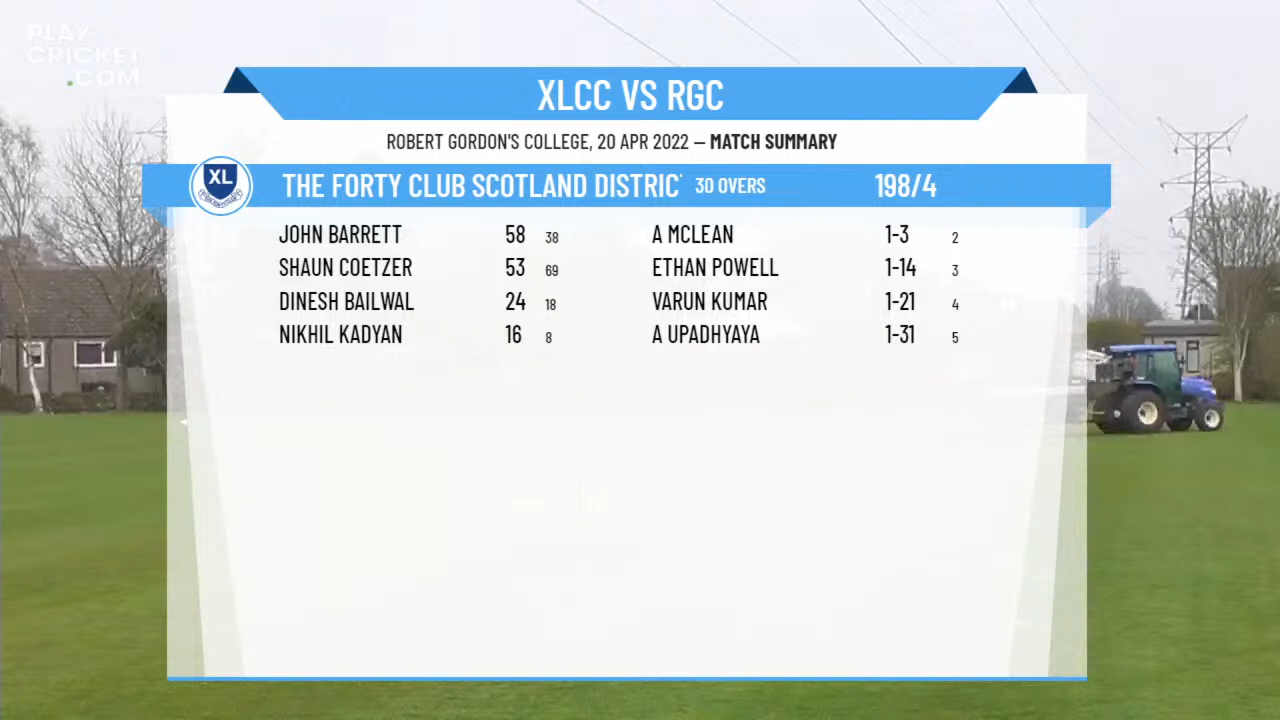 PLAY-
CRICKET
.COM
XLCC VS RGC
ROBERT GORDON'S COLLEGE, 20 APR 2022 – MATCH SUMMARY
XL
THE FORTY CLUB SCOTLAND DISTRIC 30 OVERS 198/4
JOHN BARRETT 58 38 A MCLEAN 1-3 2
SHAUN COETZER 53 69 ETHAN POWELL 1-14 3
DINESH BAILWAL 24 18 VARUN KUMAR 1-21 4
NIKHIL KADYAN 16 8 A UPADHYAYA 1-31 5